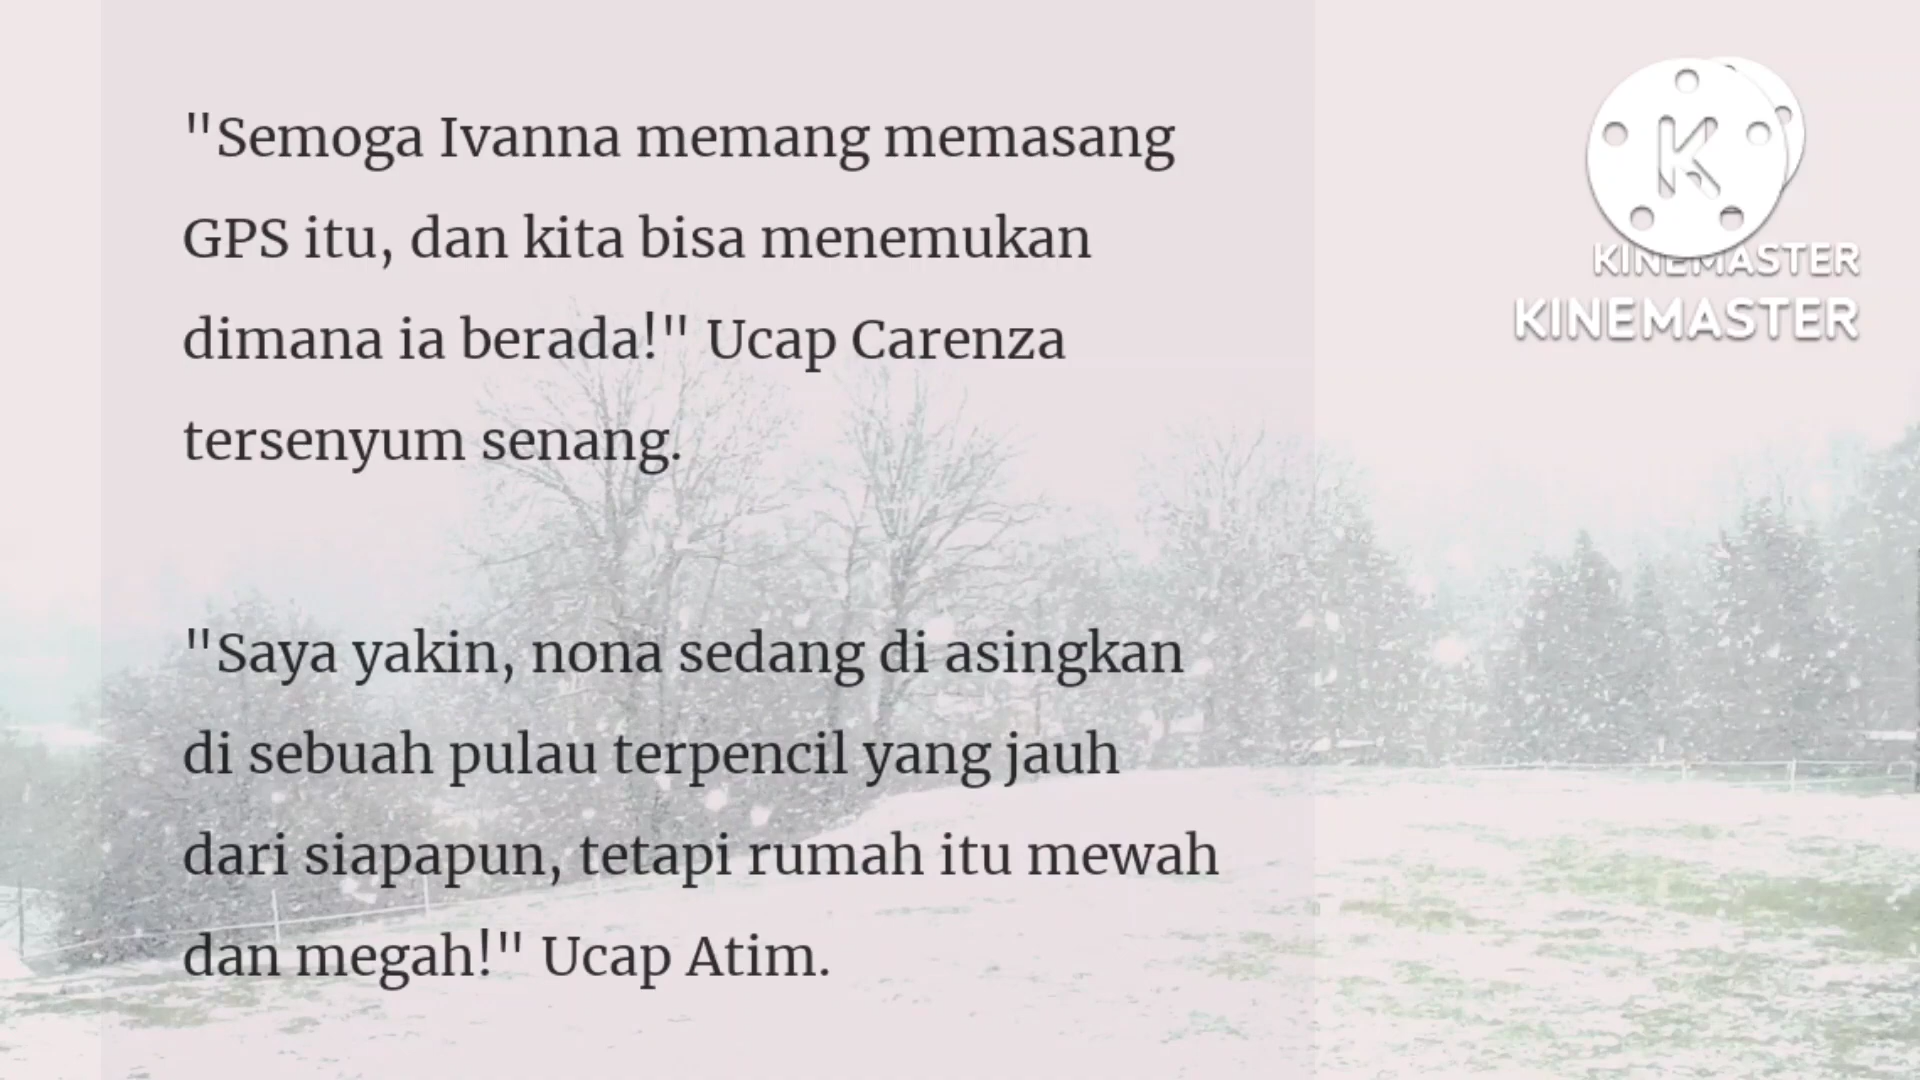 "Semoga Ivanna memang memasang
GPS itu, dan kita bisa menemukan
dimana ia berada!" Ucap Carenza
tersenyum senang.
"Saya yakin, nona sedang di asingkan
di sebuah pulau terpencil yang jauh
dari siapapun, tetapi rumah itu mewah
dan megah!" Ucap Atim.
K
KINEMASTER
KINEMASTER